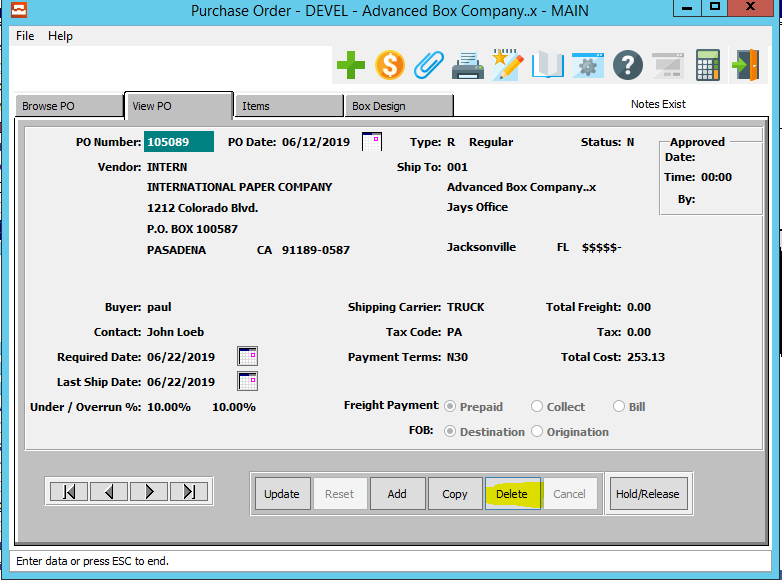 Purchase Order - DEVEL - Advanced Box Company..x - MAIN
File Help
Browse PO View PO Items Box Design Notes Exist
PO Number: 105089 PO Date: 06/12/2019 Type: R Regular Status: N Approved
Date:
Vendor: INTERN Ship To: 001
Time: 00:00
INTERNATIONAL PAPER COMPANY Advanced Box Company..x
By:
1212 Colorado Blvd. Jays Office
P.O. BOX 100587
PASADENA CA 91189-0587 Jacksonville FL $$$$$-
Buyer: paul Shipping Carrier: TRUCK Total Freight: 0.00
Contact: John Loeb Tax Code: PA Tax: 0.00
Required Date: 06/22/2019 Payment Terms: N30 Total Cost: 253.13
Last Ship Date: 06/22/2019
Under / Overrun %: 10.00% 10.00% Freight Payment Prepaid Collect Bill
FOB: Destination Origination
Update Reset Add Copy Delete Cancel Hold/Release
Enter data or press ESC to end.